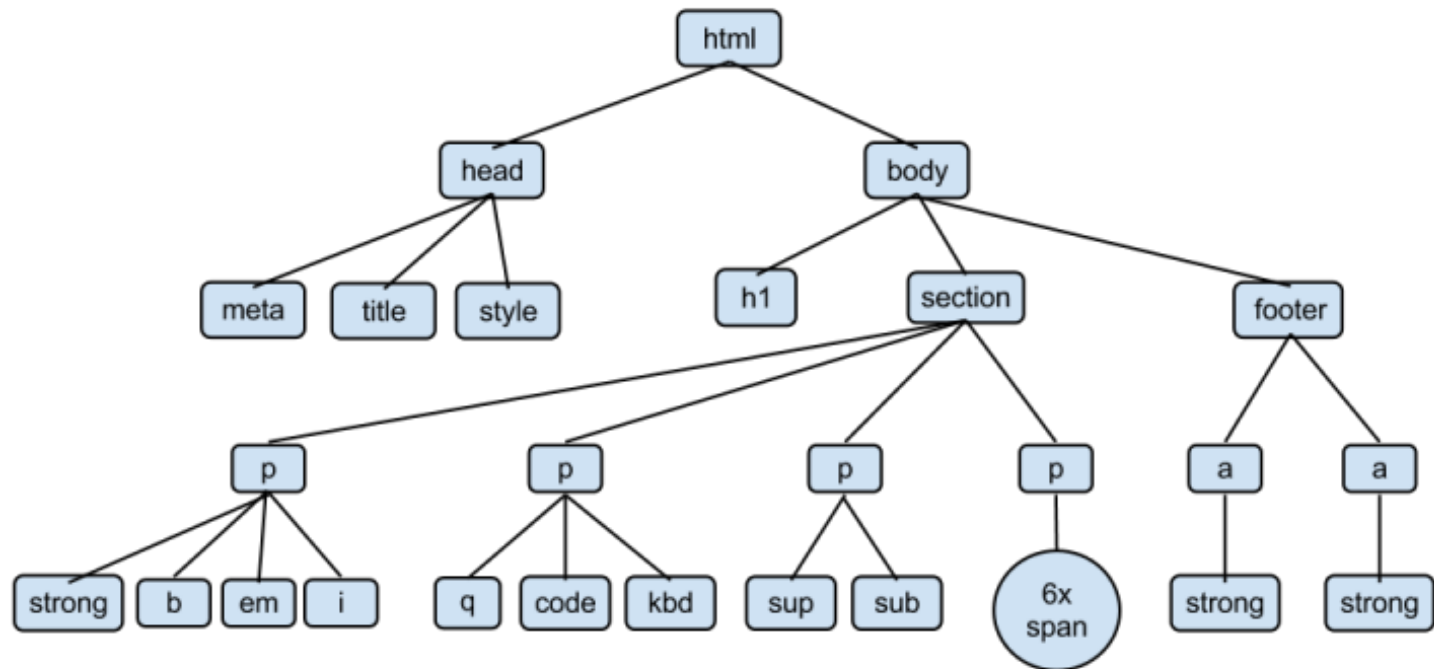 html
head
body
meta
title
style
h1
section
footer
p
p
p
p
a
a
strong
b
em
i
q
code
kbd
sup
sub
6x
span
strong
strong